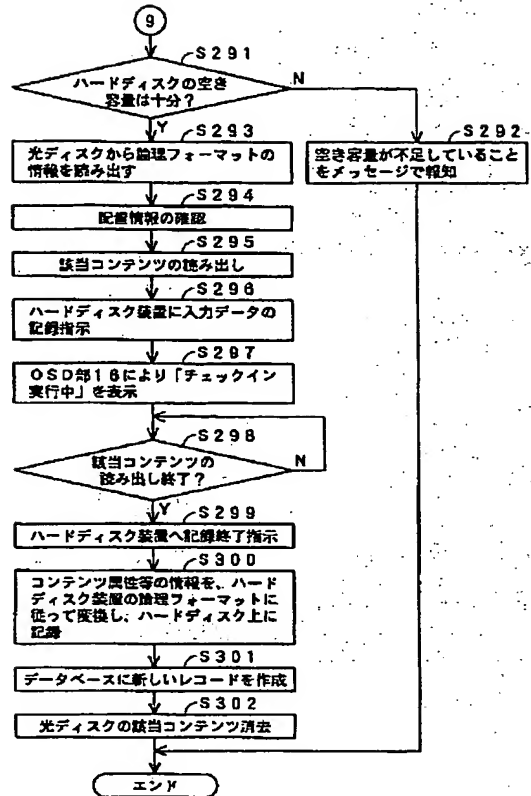 9
S291
ハードディスクの空き
容量は十分?
N
Y
S293
S292
光ディスクから論理フォーマットの
情報を読み出す
空き容量が不足していること
をメッセージで報知
S294
配置情報の確認
S295
該当コンテンツの読み出し
S296
ハードディスク装置に入力データの
記録指示
S297
OSD部16により「チェックイン
実行中」を表示
S298
該当コンテンツの
読み出し終了?
N
Y
S299
ハードディスク装置へ記録終了指示
S300
コンテンツ属性等の情報を、ハード
ディスク装置の論理フォーマットに
従って変換し、ハードディスク上に
記録
S301
データベースに新しいレコードを作成
S302
光ディスクの該当コンテンツ消去
エンド